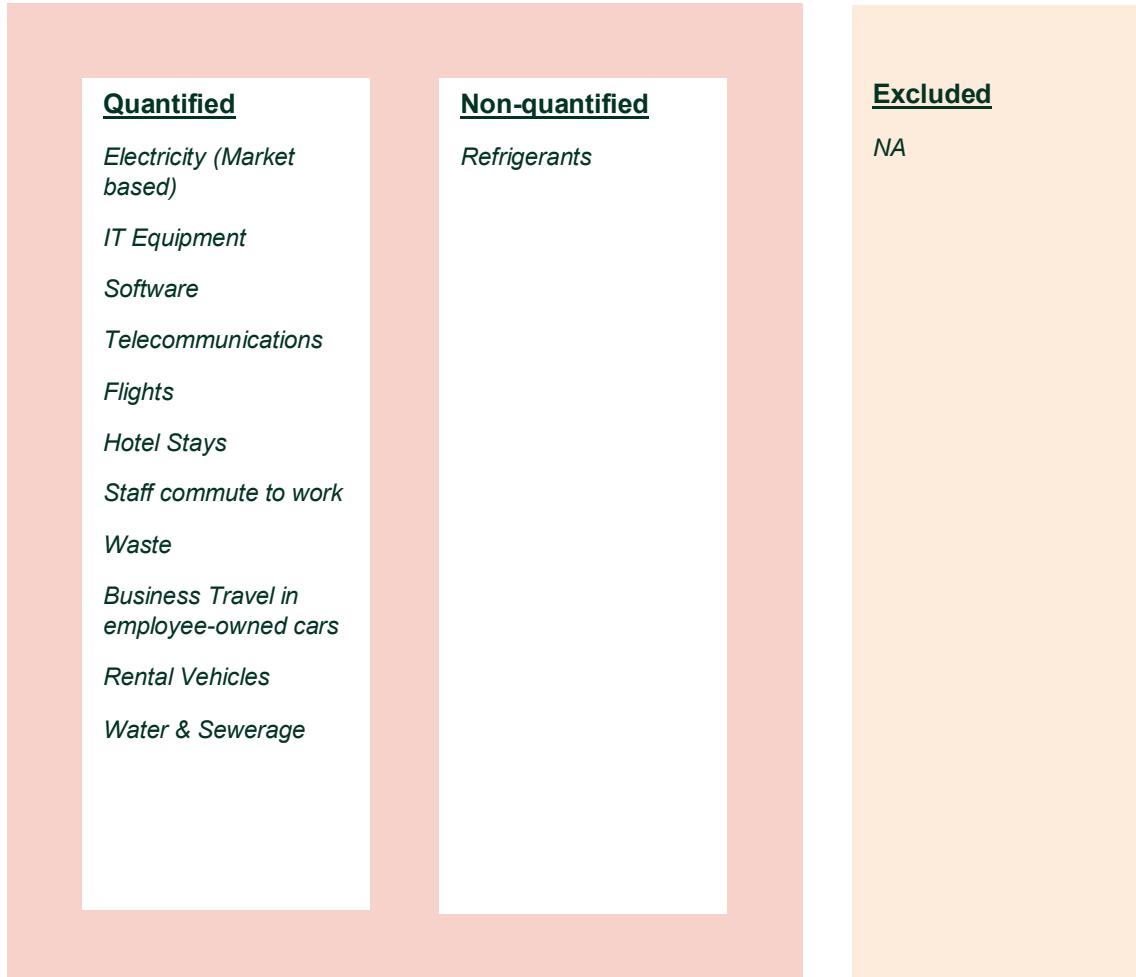 Quantified
Electricity (Market
based)
IT Equipment
Software
Telecommunications
Flights
Hotel Stays
Staff commute to work
Waste
Business Travel in
employee-owned cars
Rental Vehicles
Water & Sewerage
Non-quantified
Refrigerants
Excluded
NA